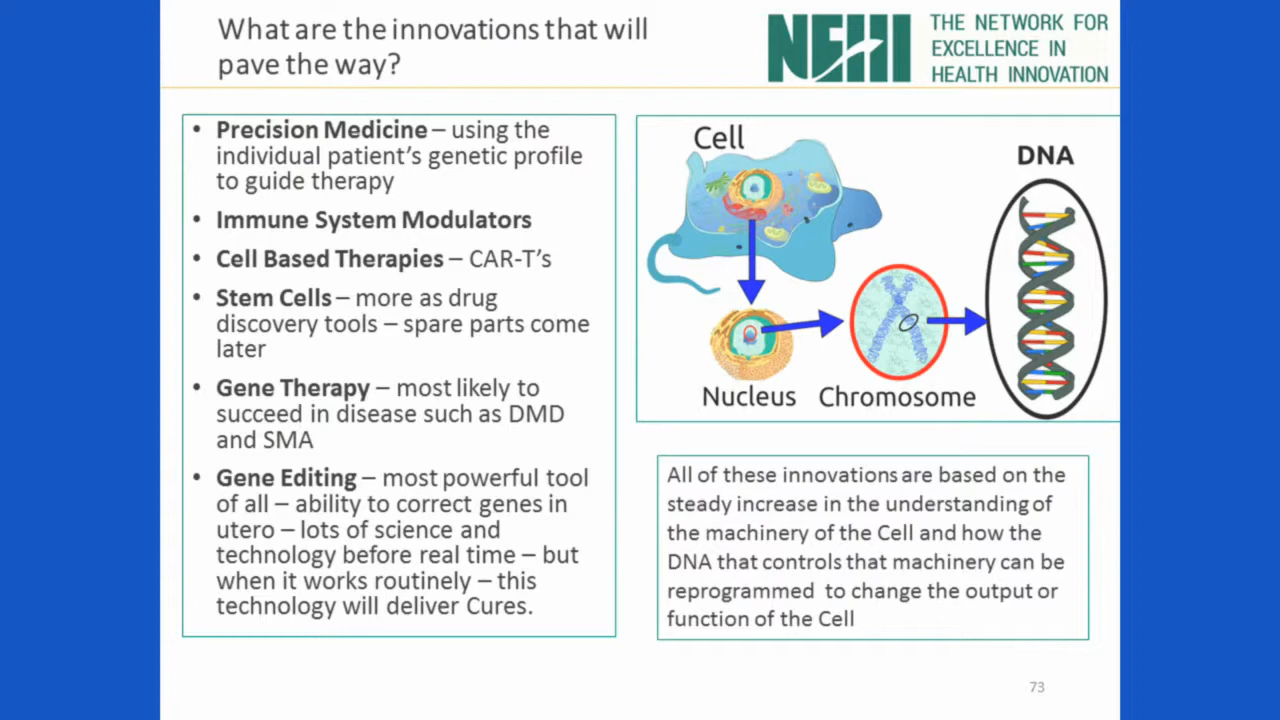 What are the innovations that will
pave the way?
NEHI
THE NETWORK FOR
EXCELLENCE IN
HEALTH INNOVATION
• Precision Medicine – using the
individual patient's genetic profile
to guide therapy
• Immune System Modulators
• Cell Based Therapies – CAR-T's
• Stem Cells – more as drug
discovery tools – spare parts come
later
• Gene Therapy – most likely to
succeed in disease such as DMD
and SMA
• Gene Editing – most powerful tool
of all – ability to correct genes in
utero – lots of science and
technology before real time – but
when it works routinely – this
technology will deliver Cures.
Cell
DNA
Nucleus
Chromosome
All of these innovations are based on the
steady increase in the understanding of
the machinery of the Cell and how the
DNA that controls that machinery can be
reprogrammed to change the output or
function of the Cell
73